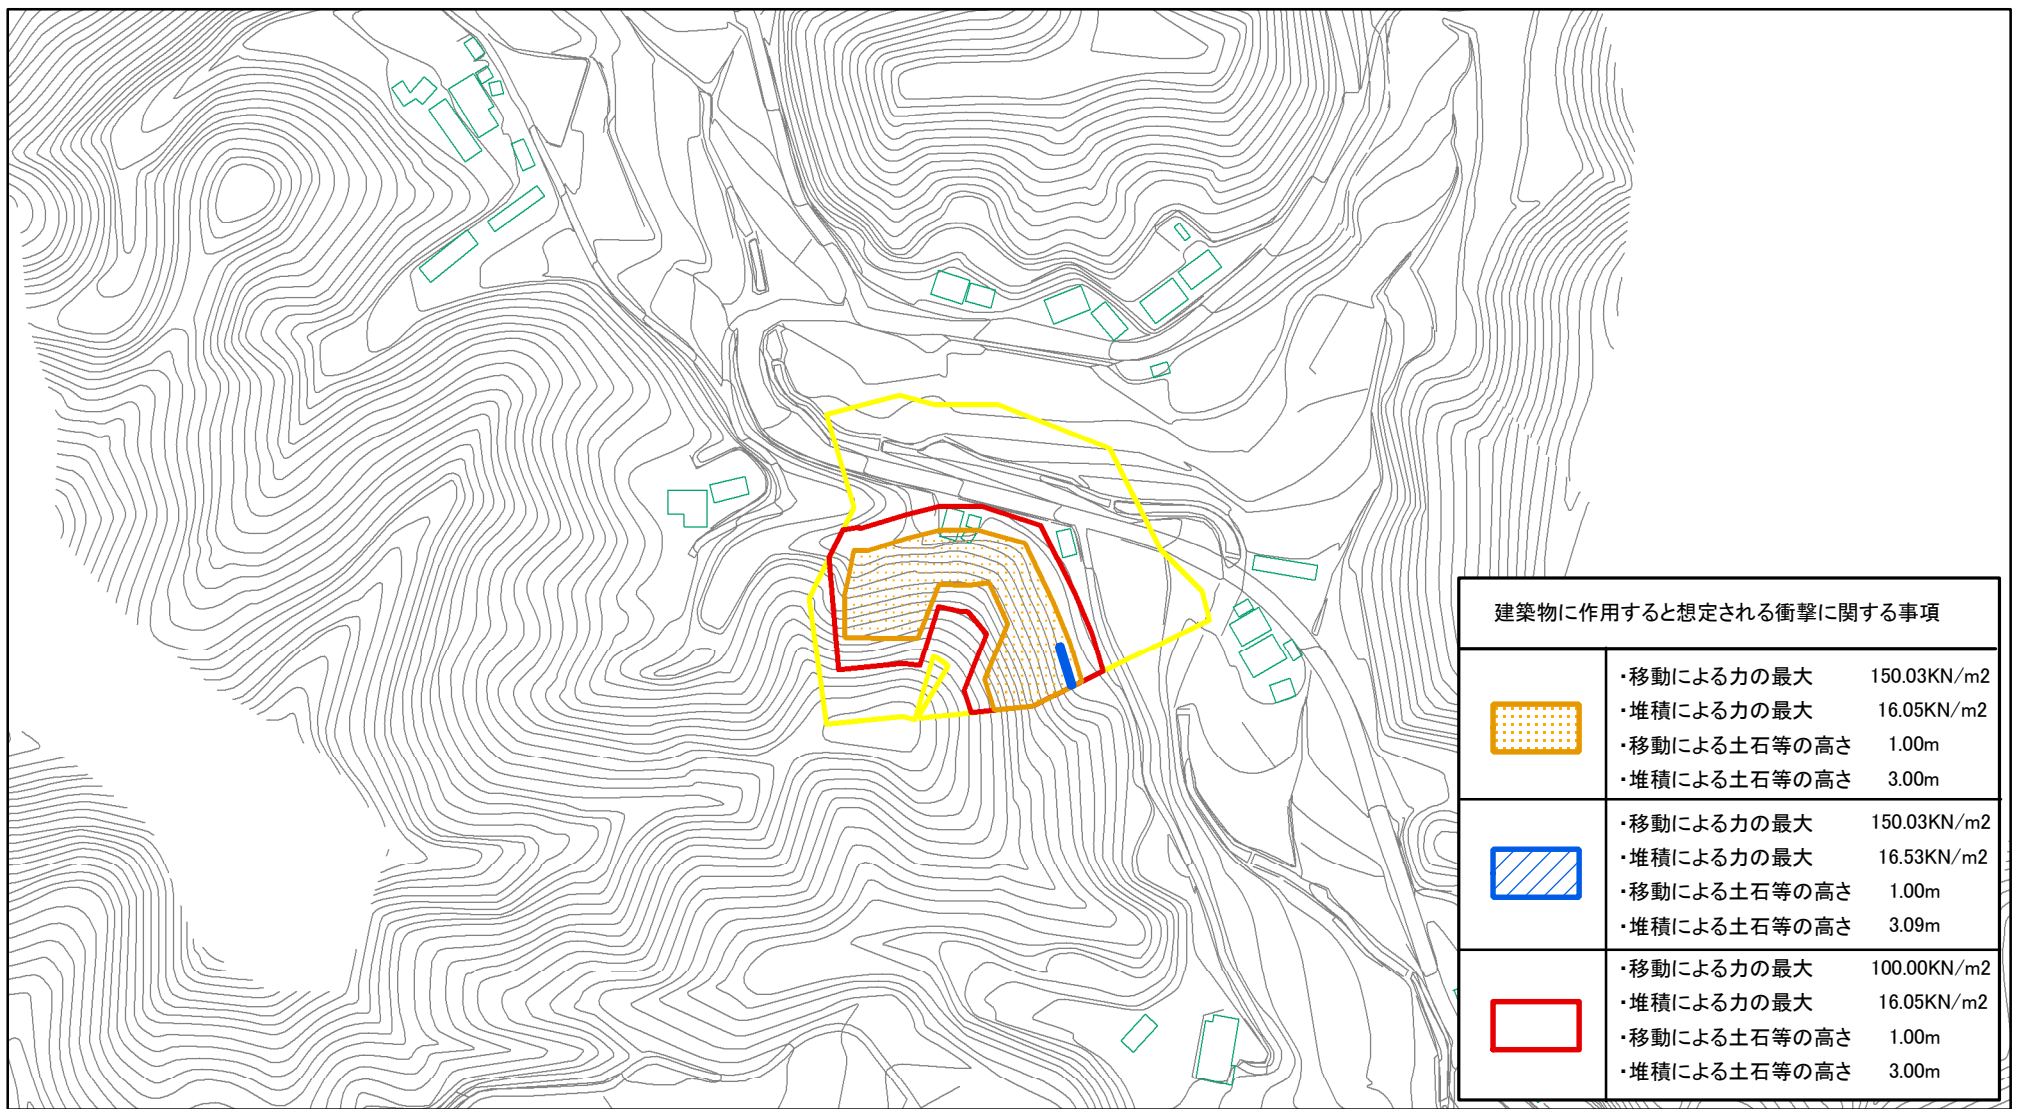 建築物に作用すると想定される衝撃に関する事項
・移動による力の最大 150.03KN/m2
・堆積による力の最大 16.05KN/m2
・移動による土石等の高さ 1.00m
・堆積による土石等の高さ 3.00m
・移動による力の最大 150.03KN/m2
・堆積による力の最大 16.53KN/m2
・移動による土石等の高さ 1.00m
・堆積による土石等の高さ 3.09m
・移動による力の最大 100.00KN/m2
・堆積による力の最大 16.05KN/m2
・移動による土石等の高さ 1.00m
・堆積による土石等の高さ 3.00m